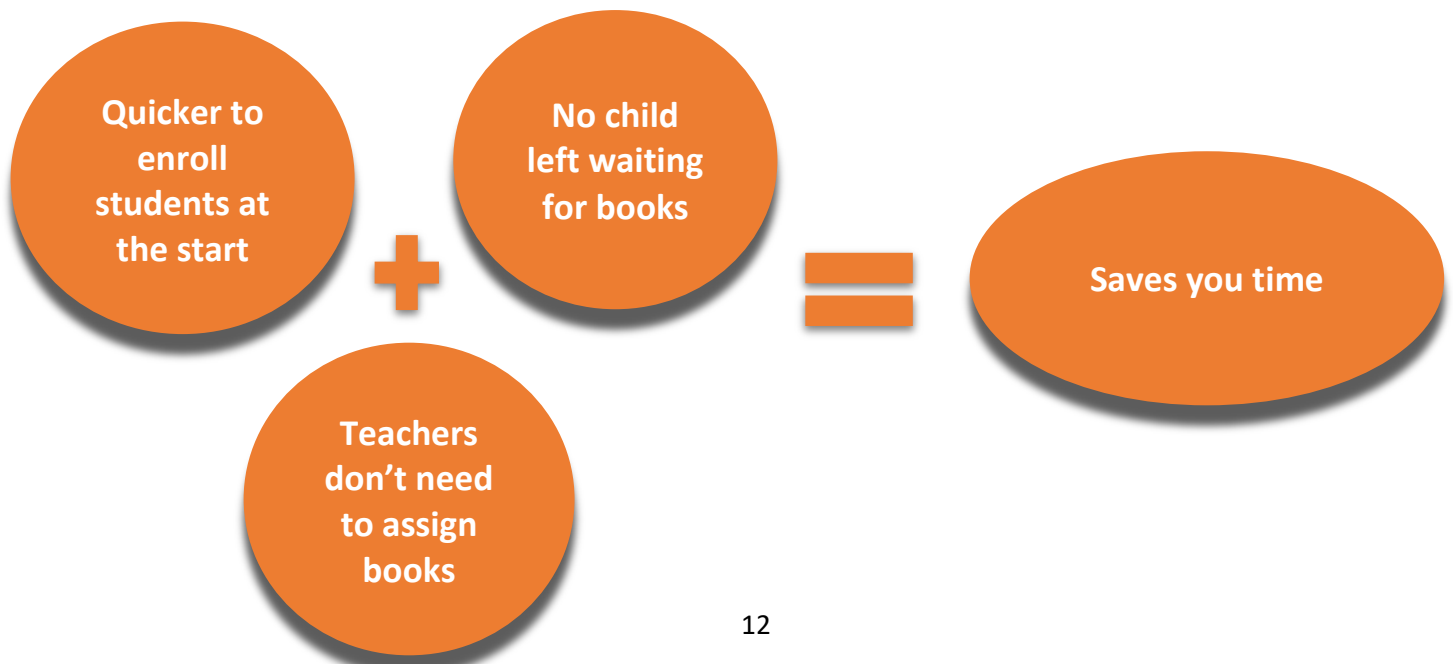 Quicker to
enroll
students at
the start
No child
left waiting
for books
Teachers
don’t need
to assign
books
Saves you time
12